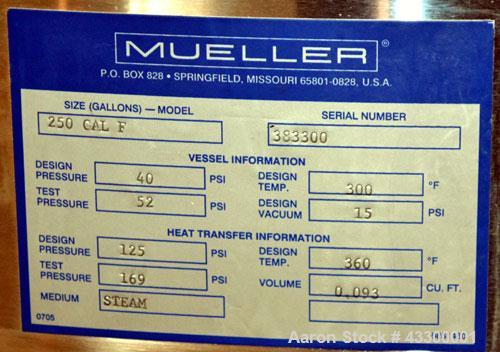 MUELLER®
P.O. BOX 828 • SPRINGFIELD, MISSOURI 65801-0828, U.S.A.
SIZE (GALLONS) — MODEL
250 CAL F
SERIAL NUMBER
383300
VESSEL INFORMATION
DESIGN PRESSURE 40 PSI
DESIGN TEMP. 300 °F
TEST PRESSURE 52 PSI
DESIGN VACUUM 15 PSI
HEAT TRANSFER INFORMATION
DESIGN PRESSURE 125 PSI
DESIGN TEMP. 360 °F
TEST PRESSURE 169 PSI
VOLUME 0.093 CU. FT.
MEDIUM STEAM
0705
Aaron Stock #